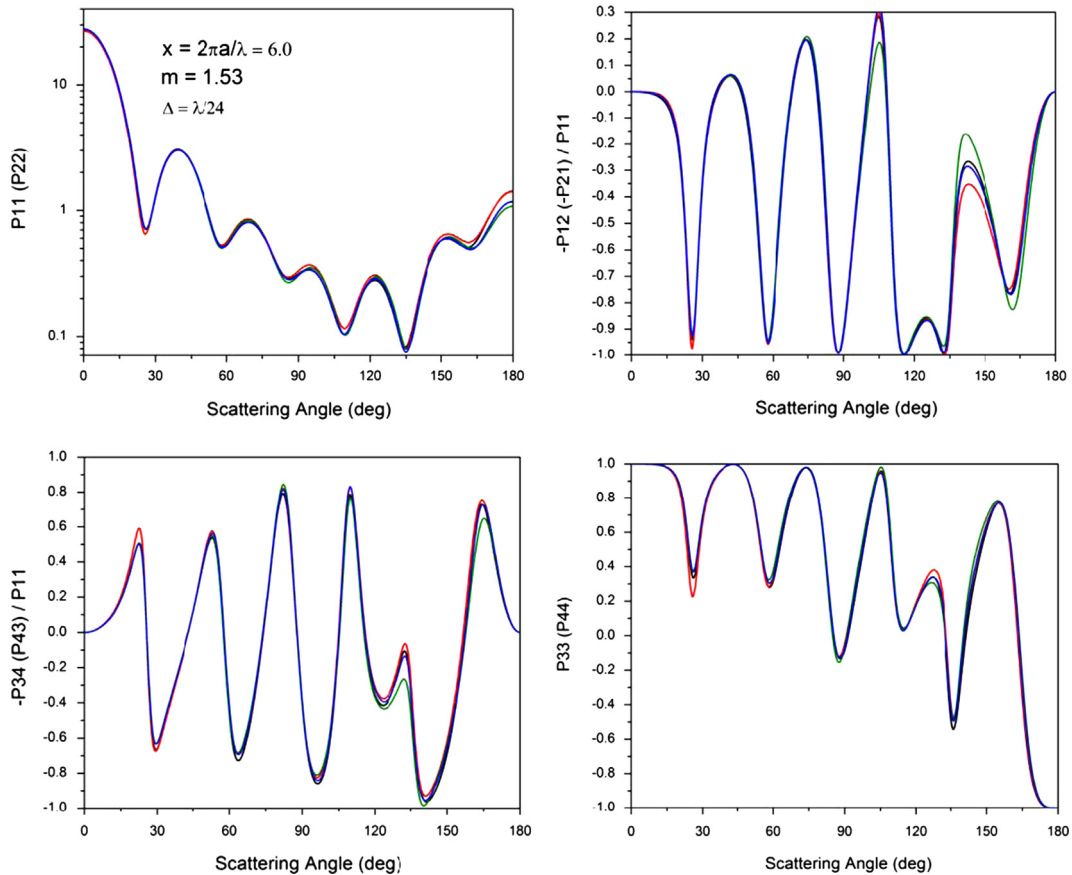 x = 2πa/λ = 6.0
m = 1.53
Δ = λ/24
P11 (P22)
10
1
0.1
0 30 60 90 120 150 180
Scattering Angle (deg)
-P12 (-P21) / P11
0.3
0.2
0.1
0.0
-0.1
-0.2
-0.3
-0.4
-0.5
-0.6
-0.7
-0.8
-0.9
-1.0
0 30 60 90 120 150 180
Scattering Angle (deg)
-P34 (P43) / P11
1.0
0.8
0.6
0.4
0.2
0.0
-0.2
-0.4
-0.6
-0.8
-1.0
0 30 60 90 120 150 180
Scattering Angle (deg)
P33 (P44)
1.0
0.8
0.6
0.4
0.2
0.0
-0.2
-0.4
-0.6
-0.8
-1.0
0 30 60 90 120 150 180
Scattering Angle (deg)